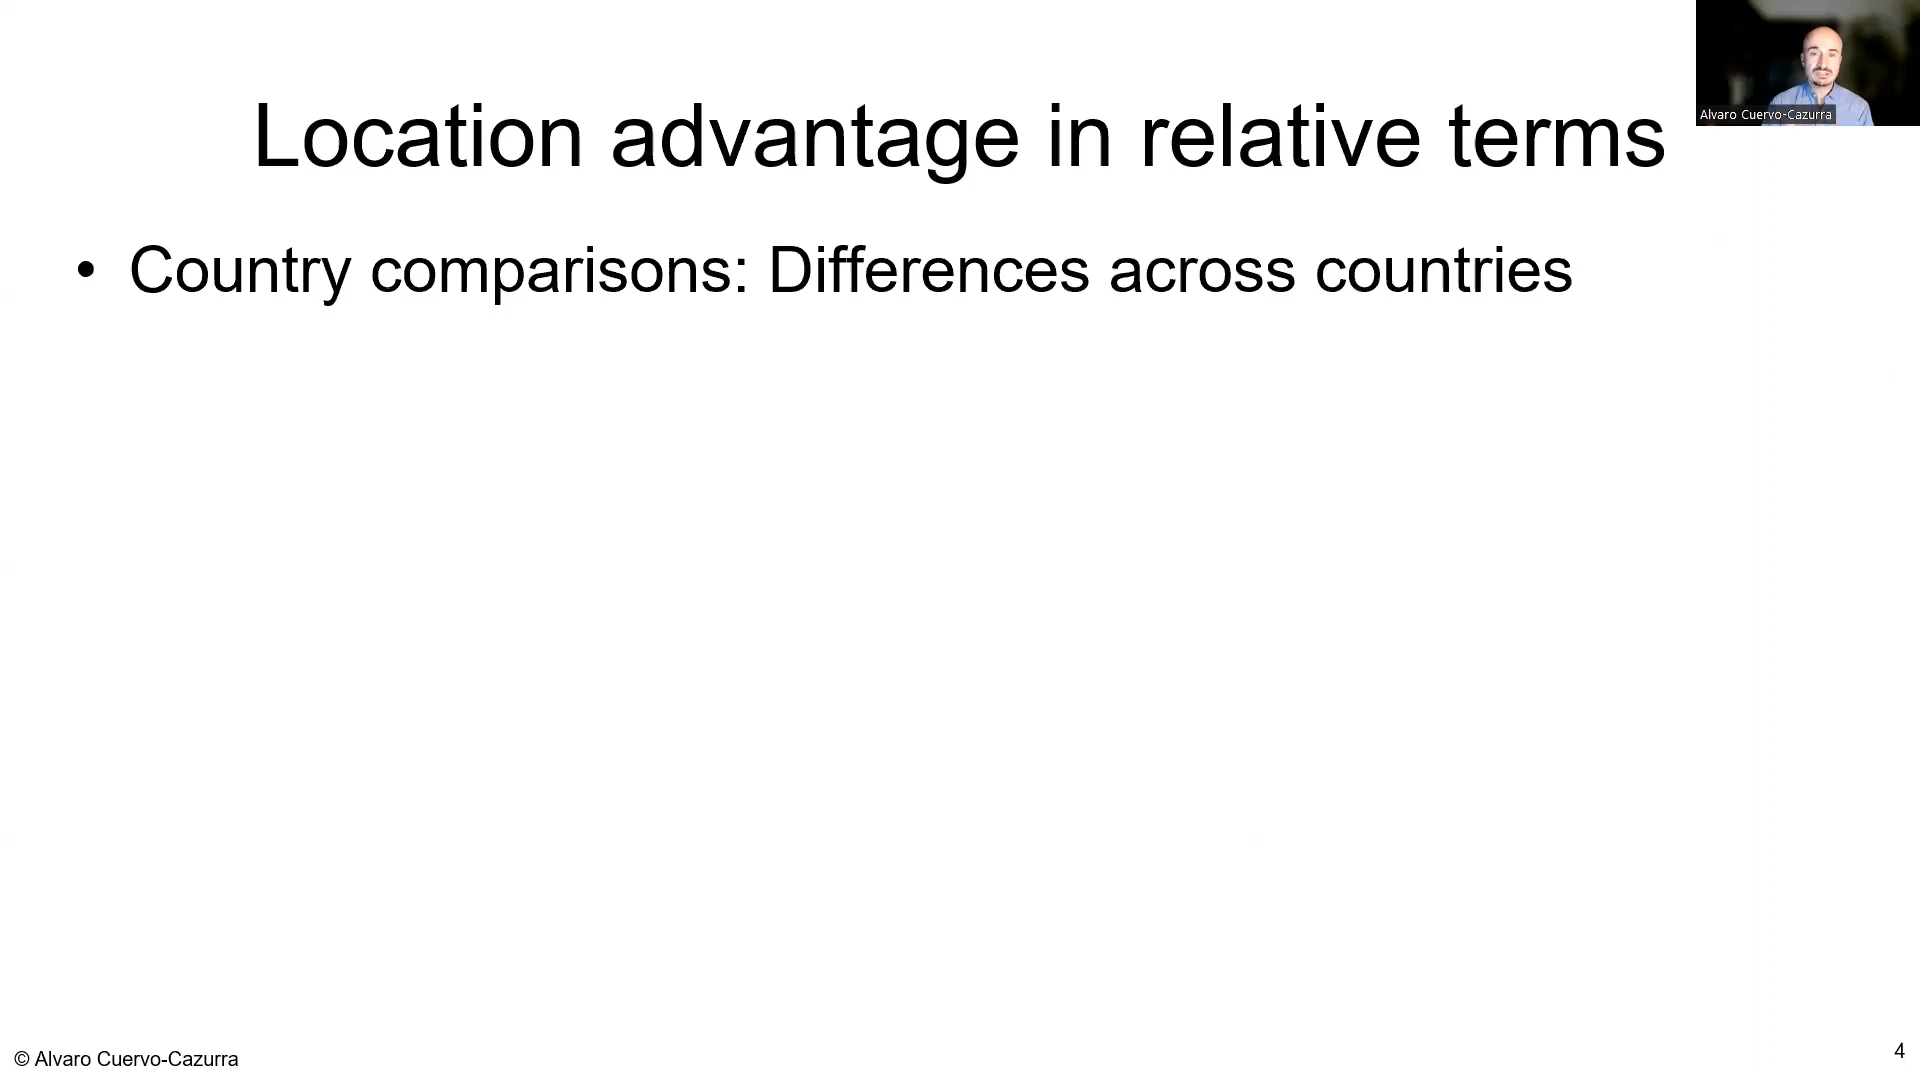 Location advantage in relative terms
Alvaro Cuervo-Cazurra
• Country comparisons: Differences across countries
© Alvaro Cuervo-Cazurra
4